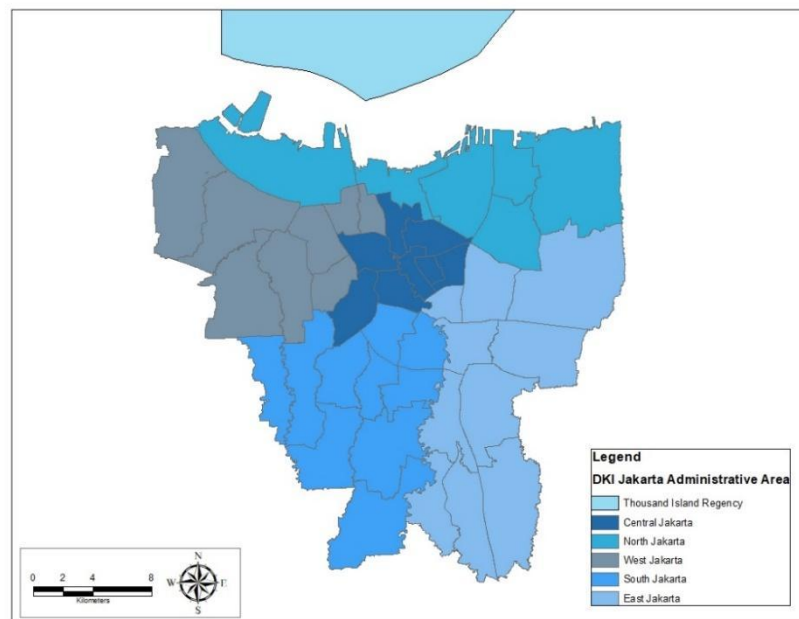 Legend
DKI Jakarta Administrative Area
Thousand Island Regency
Central Jakarta
North Jakarta
West Jakarta
South Jakarta
East Jakarta
0 2 4 8
Kilometers
N
W E
S